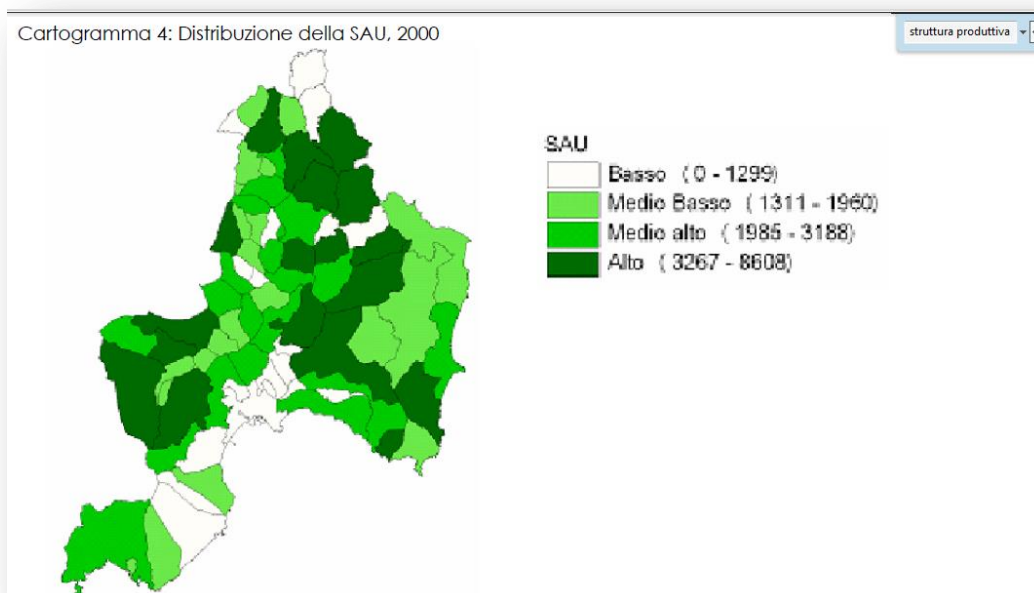 Cartogramma 4: Distribuzione della SAU, 2000
struttura produttiva
SAU
Basso ( 0 - 1299)
Medio Basso ( 1311 - 1960)
Medio alto ( 1985 - 3188)
Alto ( 3267 - 8608)